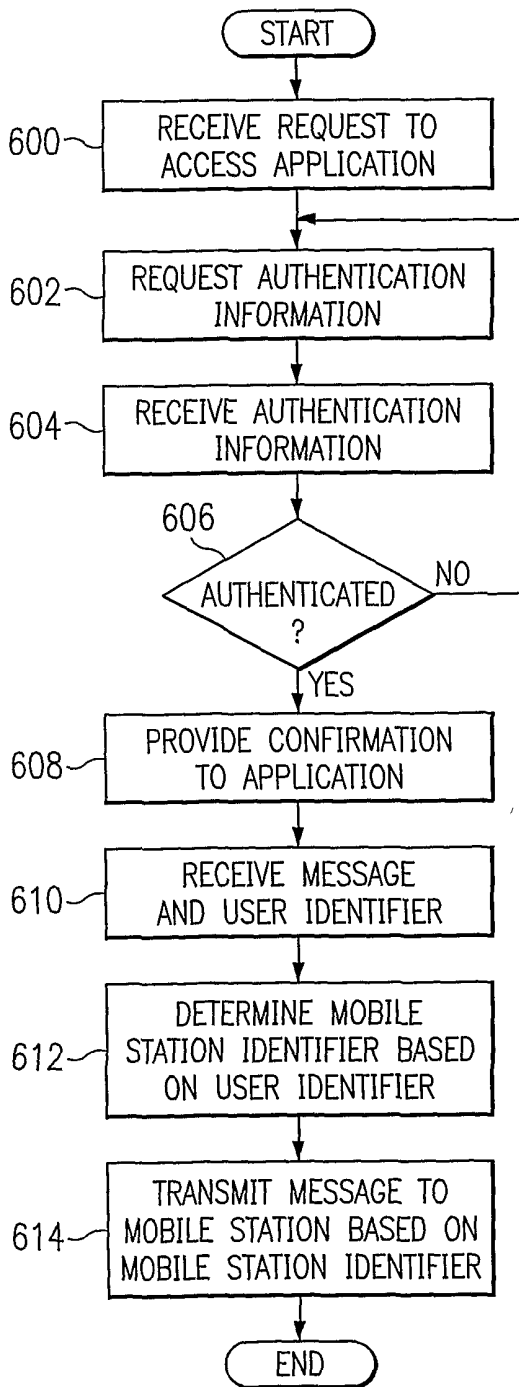 START
600
RECEIVE REQUEST TO
ACCESS APPLICATION
602
REQUEST AUTHENTICATION
INFORMATION
604
RECEIVE AUTHENTICATION
INFORMATION
606
AUTHENTICATED
?
NO
YES
608
PROVIDE CONFIRMATION
TO APPLICATION
610
RECEIVE MESSAGE
AND USER IDENTIFIER
612
DETERMINE MOBILE
STATION IDENTIFIER BASED
ON USER IDENTIFIER
614
TRANSMIT MESSAGE TO
MOBILE STATION BASED ON
MOBILE STATION IDENTIFIER
END